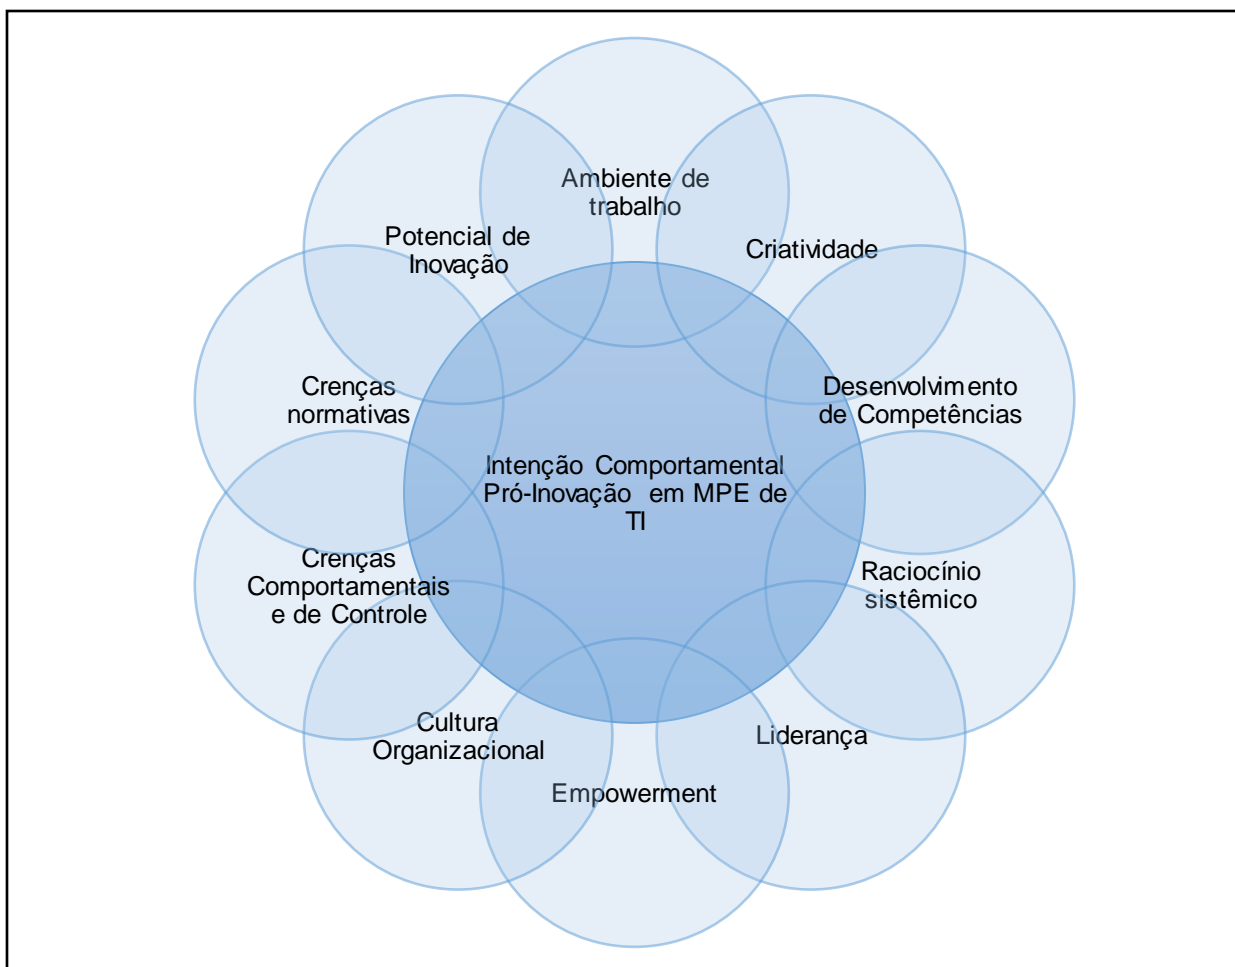 Ambiente de
trabalho
Criatividade
Desenvolvimento
de Competências
Raciocínio
sistêmico
Liderança
Empowerment
Cultura
Organizacional
Crenças
Comportamentais
e de Controle
Crenças
normativas
Potencial de
Inovação
Intenção Comportamental
Pró-Inovação em MPE de
TI